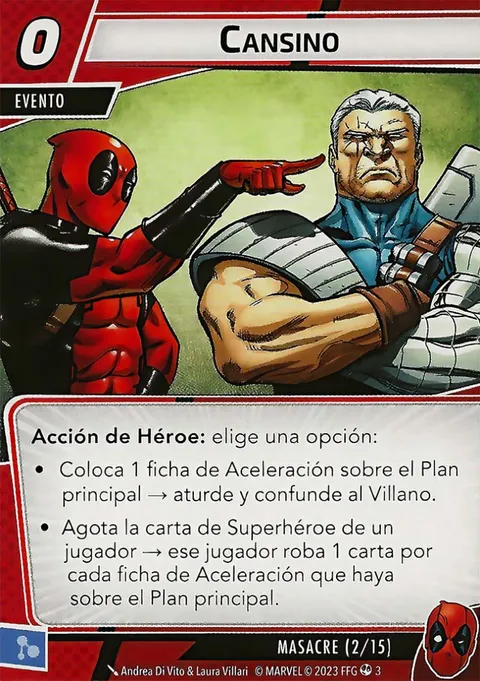 0
CANSINO
EVENTO
Acción de Héroe: elige una opción:
• Coloca 1 ficha de Aceleración sobre el Plan
principal → aturde y confunde al Villano.
• Agota la carta de Superhéroe de un
jugador → ese jugador roba 1 carta por
cada ficha de Aceleración que haya
sobre el Plan principal.
MASACRE (2/15)
Andrea Di Vito & Laura Villari © MARVEL © 2023 FFG 3